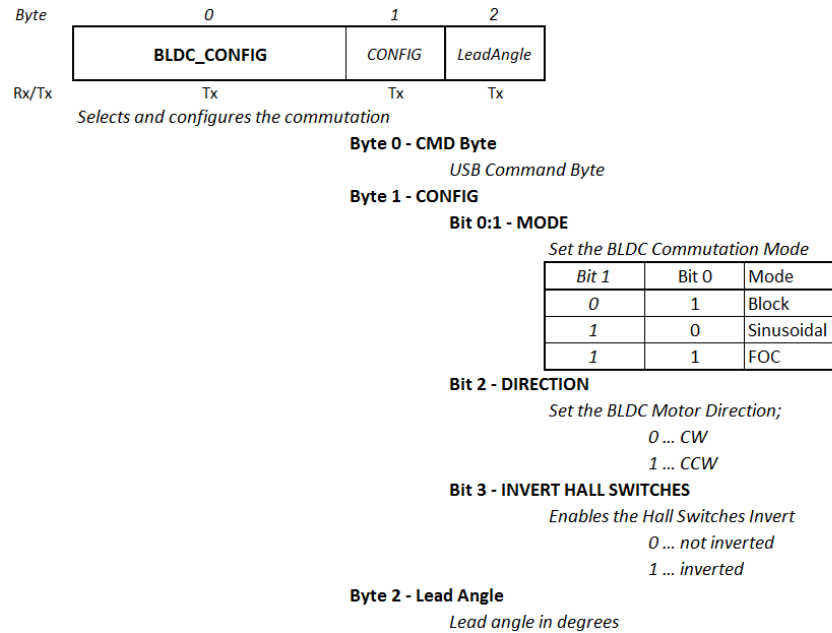 Byte 0 1 2
BLDC_CONFIG CONFIG LeadAngle
Rx/Tx Tx Tx Tx
Selects and configures the commutation
Byte 0 - CMD Byte
USB Command Byte
Byte 1 - CONFIG
Bit 0:1 - MODE
Set the BLDC Commutation Mode
Bit 1 Bit 0 Mode
0 1 Block
1 0 Sinusoidal
1 1 FOC
Bit 2 - DIRECTION
Set the BLDC Motor Direction;
0 ... CW
1 ... CCW
Bit 3 - INVERT HALL SWITCHES
Enables the Hall Switches Invert
0 ... not inverted
1 ... inverted
Byte 2 - Lead Angle
Lead angle in degrees